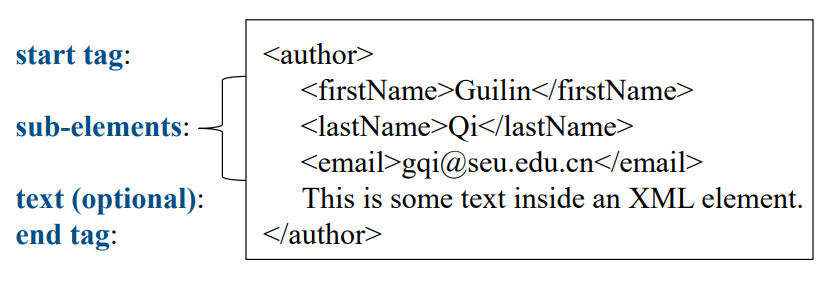 start tag: <author>
<firstName>Guilin</firstName>
sub-elements: <lastName>Qi</lastName>
<email>gqi@seu.edu.cn</email>
text (optional): This is some text inside an XML element.
end tag: </author>